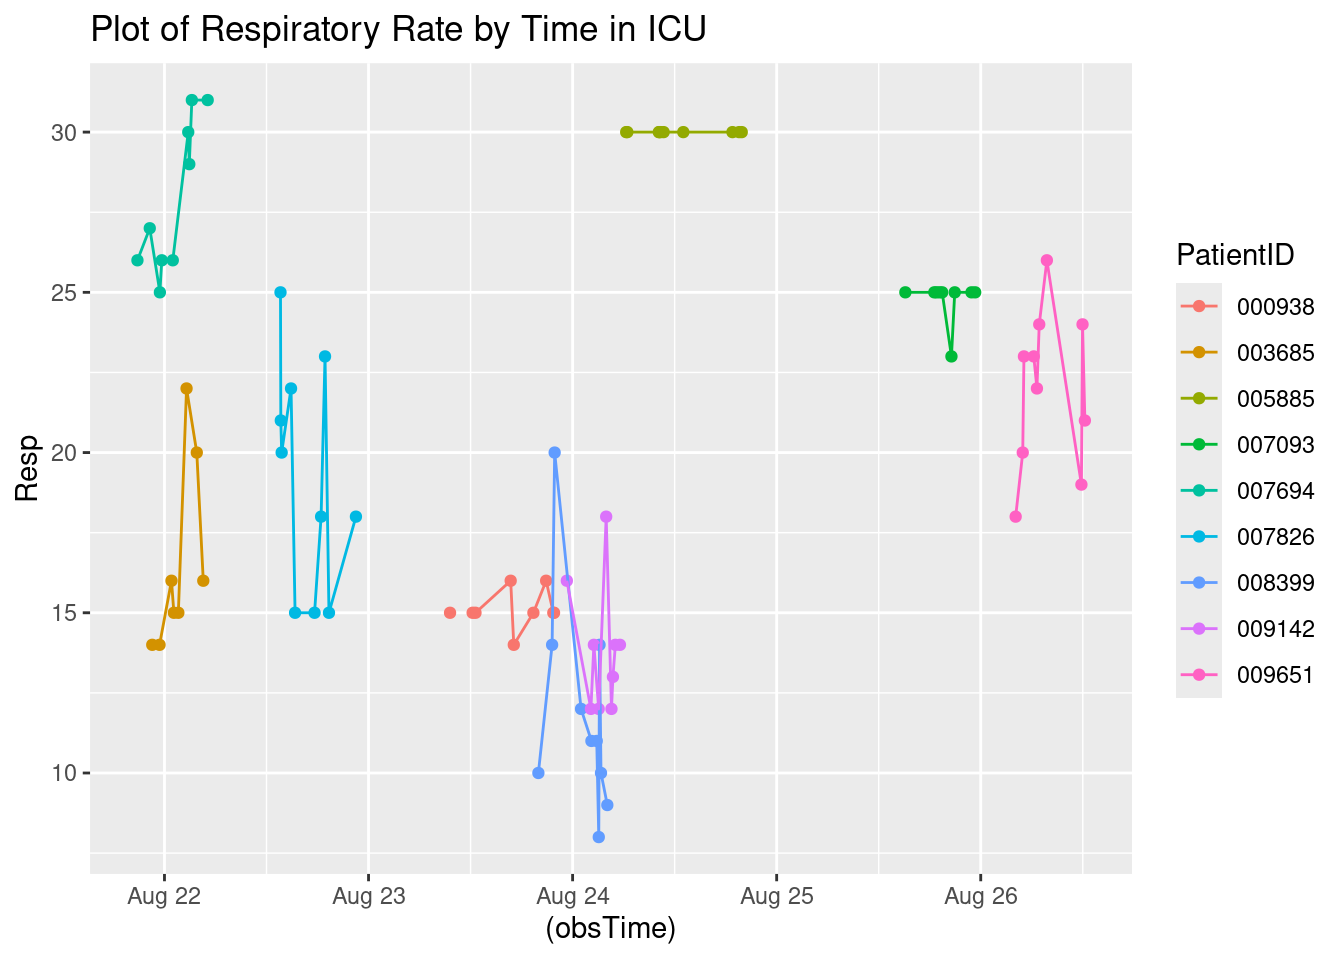 Plot of Respiratory Rate by Time in ICU
30
25
20
15
10
Resp
Aug 22
Aug 23
Aug 24
Aug 25
Aug 26
(obsTime)
PatientID
000938
003685
005885
007093
007694
007826
008399
009142
009651